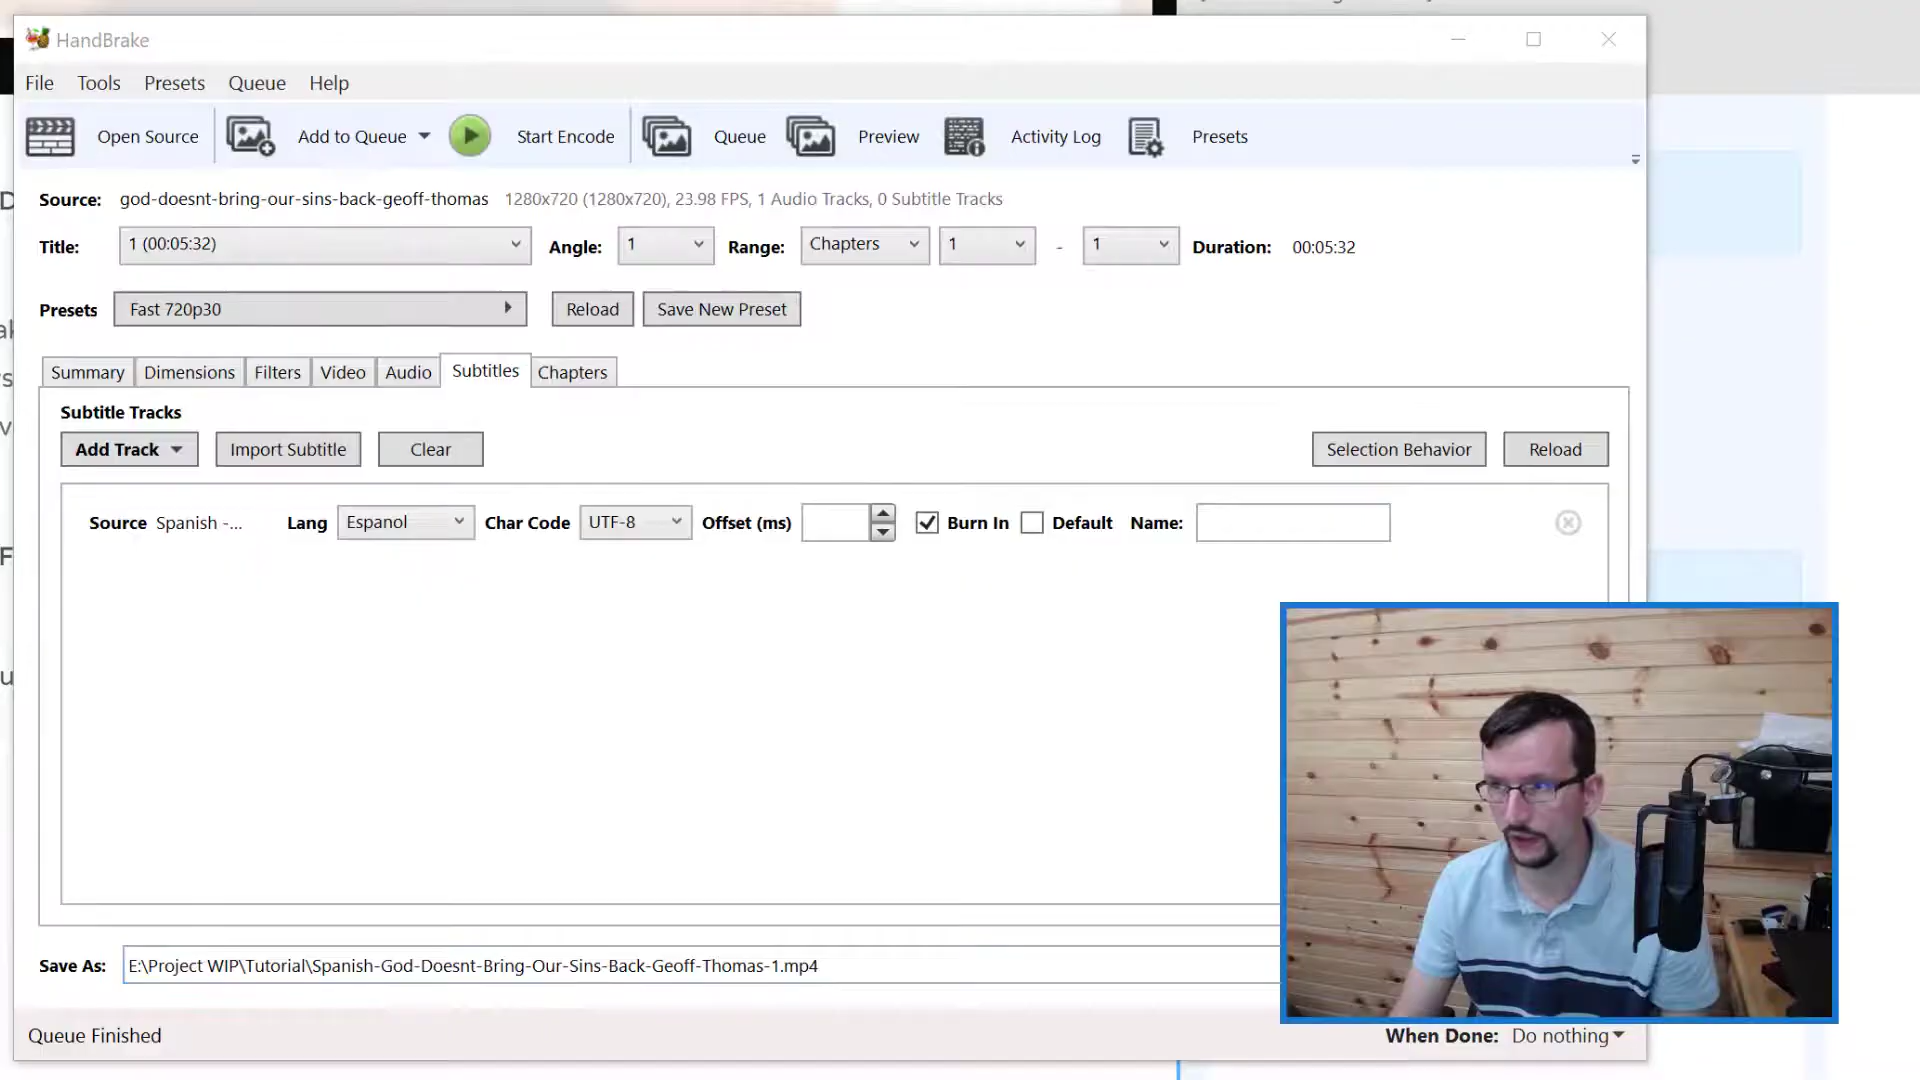 HandBrake
File Tools Presets Queue Help
Open Source Add to Queue Start Encode Queue Preview Activity Log Presets
Source: god-doesnt-bring-our-sins-back-geoff-thomas 1280x720 (1280x720), 23.98 FPS, 1 Audio Tracks, 0 Subtitle Tracks
Title: 1 (00:05:32) Angle: 1 Range: Chapters 1 - 1 Duration: 00:05:32
Presets Fast 720p30 Reload Save New Preset
Summary Dimensions Filters Video Audio Subtitles Chapters
Subtitle Tracks
Add Track Import Subtitle Clear Selection Behavior Reload
Source Spanish -... Lang Espanol Char Code UTF-8 Offset (ms) Burn In Default Name:
Save As: E:\Project WIP\Tutorial\Spanish-God-Doesnt-Bring-Our-Sins-Back-Geoff-Thomas-1.mp4
Queue Finished When Done: Do nothing